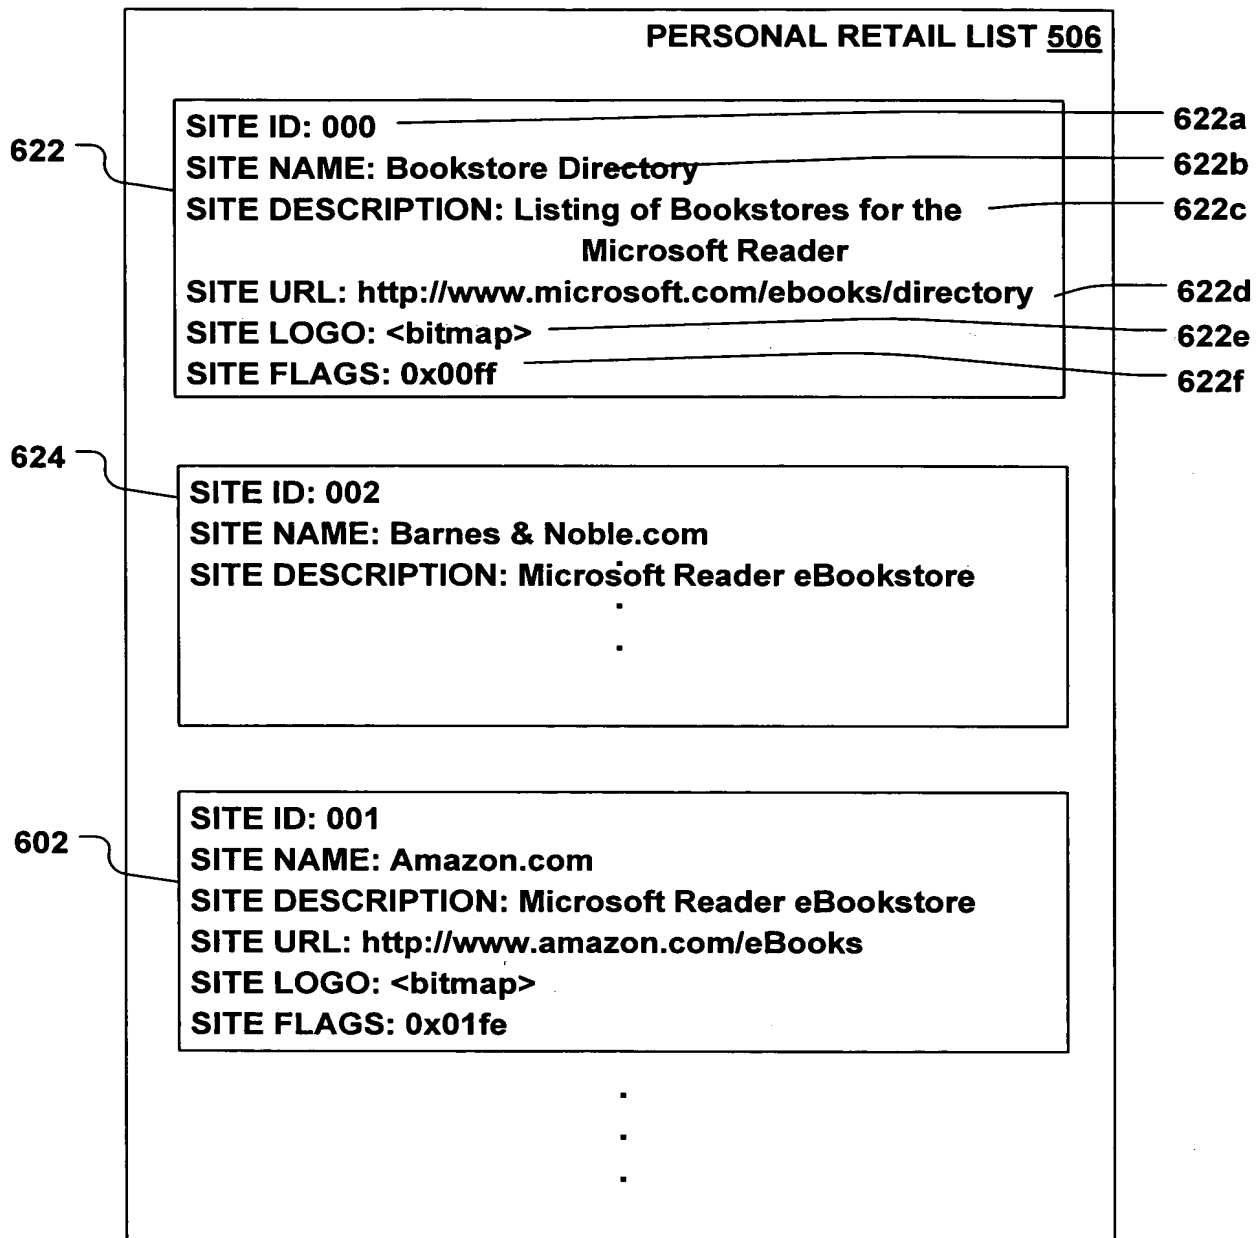 PERSONAL RETAIL LIST 506
622
SITE ID: 000
622a
SITE NAME: Bookstore Directory
622b
SITE DESCRIPTION: Listing of Bookstores for the
622c
Microsoft Reader
SITE URL: http://www.microsoft.com/ebooks/directory
622d
SITE LOGO: <bitmap>
622e
SITE FLAGS: 0x00ff
622f
624
SITE ID: 002
SITE NAME: Barnes & Noble.com
SITE DESCRIPTION: Microsoft Reader eBookstore
602
SITE ID: 001
SITE NAME: Amazon.com
SITE DESCRIPTION: Microsoft Reader eBookstore
SITE URL: http://www.amazon.com/eBooks
SITE LOGO: <bitmap>
SITE FLAGS: 0x01fe